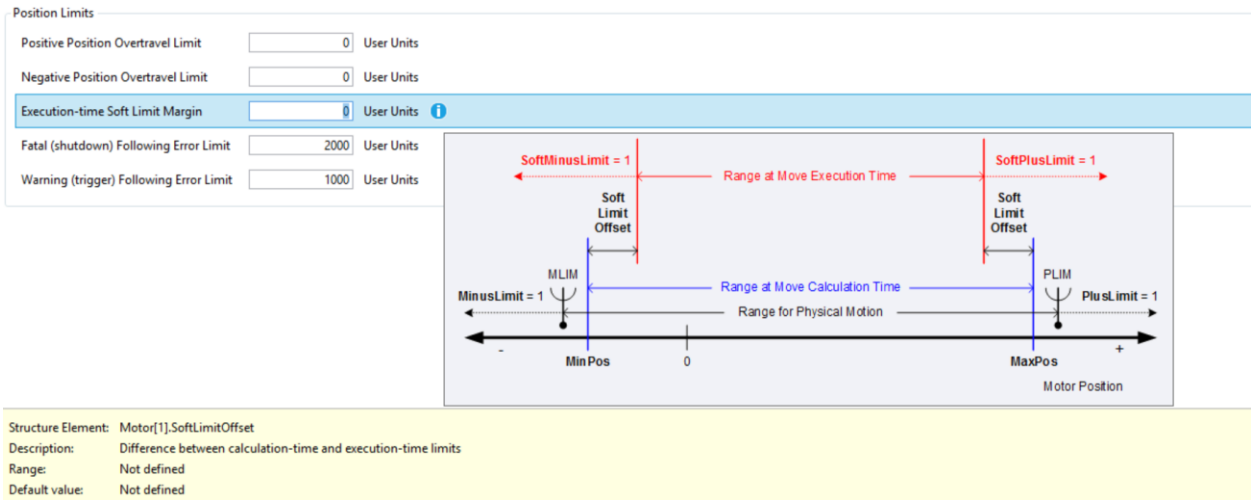 Position Limits
Positive Position Overtravel Limit 0 User Units
Negative Position Overtravel Limit 0 User Units
Execution-time Soft Limit Margin 0 User Units i
Fatal (shutdown) Following Error Limit 2000 User Units
Warning (trigger) Following Error Limit 1000 User Units
SoftMinusLimit = 1
SoftPlusLimit = 1
Range at Move Execution Time
Soft
Limit
Offset
Soft
Limit
Offset
MLIM
PLIM
Range at Move Calculation Time
MinusLimit = 1
PlusLimit = 1
Range for Physical Motion
- +
MinPos 0 MaxPos
Motor Position
Structure Element: Motor[1].SoftLimitOffset
Description: Difference between calculation-time and execution-time limits
Range: Not defined
Default value: Not defined